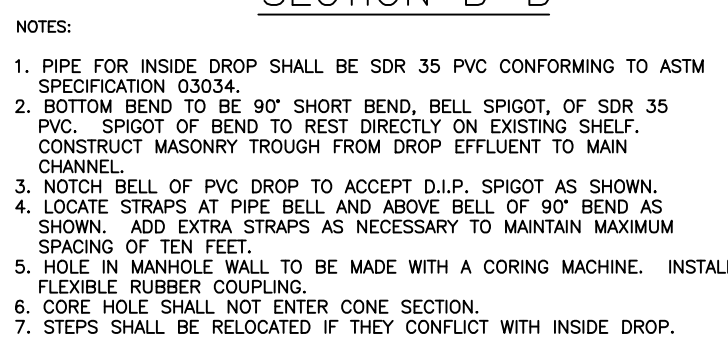 SECTION B-B
NOTES:
1. PIPE FOR INSIDE DROP SHALL BE SDR 35 PVC CONFORMING TO ASTM
SPECIFICATION 03034.
2. BOTTOM BEND TO BE 90° SHORT BEND, BELL SPIGOT, OF SDR 35
PVC. SPIGOT OF BEND TO REST DIRECTLY ON EXISTING SHELF.
CONSTRUCT MASONRY TROUGH FROM DROP EFFLUENT TO MAIN
CHANNEL.
3. NOTCH BELL OF PVC DROP TO ACCEPT D.I.P. SPIGOT AS SHOWN.
4. LOCATE STRAPS AT PIPE BELL AND ABOVE BELL OF 90° BEND AS
SHOWN. ADD EXTRA STRAPS AS NECESSARY TO MAINTAIN MAXIMUM
SPACING OF TEN FEET.
5. HOLE IN MANHOLE WALL TO BE MADE WITH A CORING MACHINE. INSTALL
FLEXIBLE RUBBER COUPLING.
6. CORE HOLE SHALL NOT ENTER CONE SECTION.
7. STEPS SHALL BE RELOCATED IF THEY CONFLICT WITH INSIDE DROP.